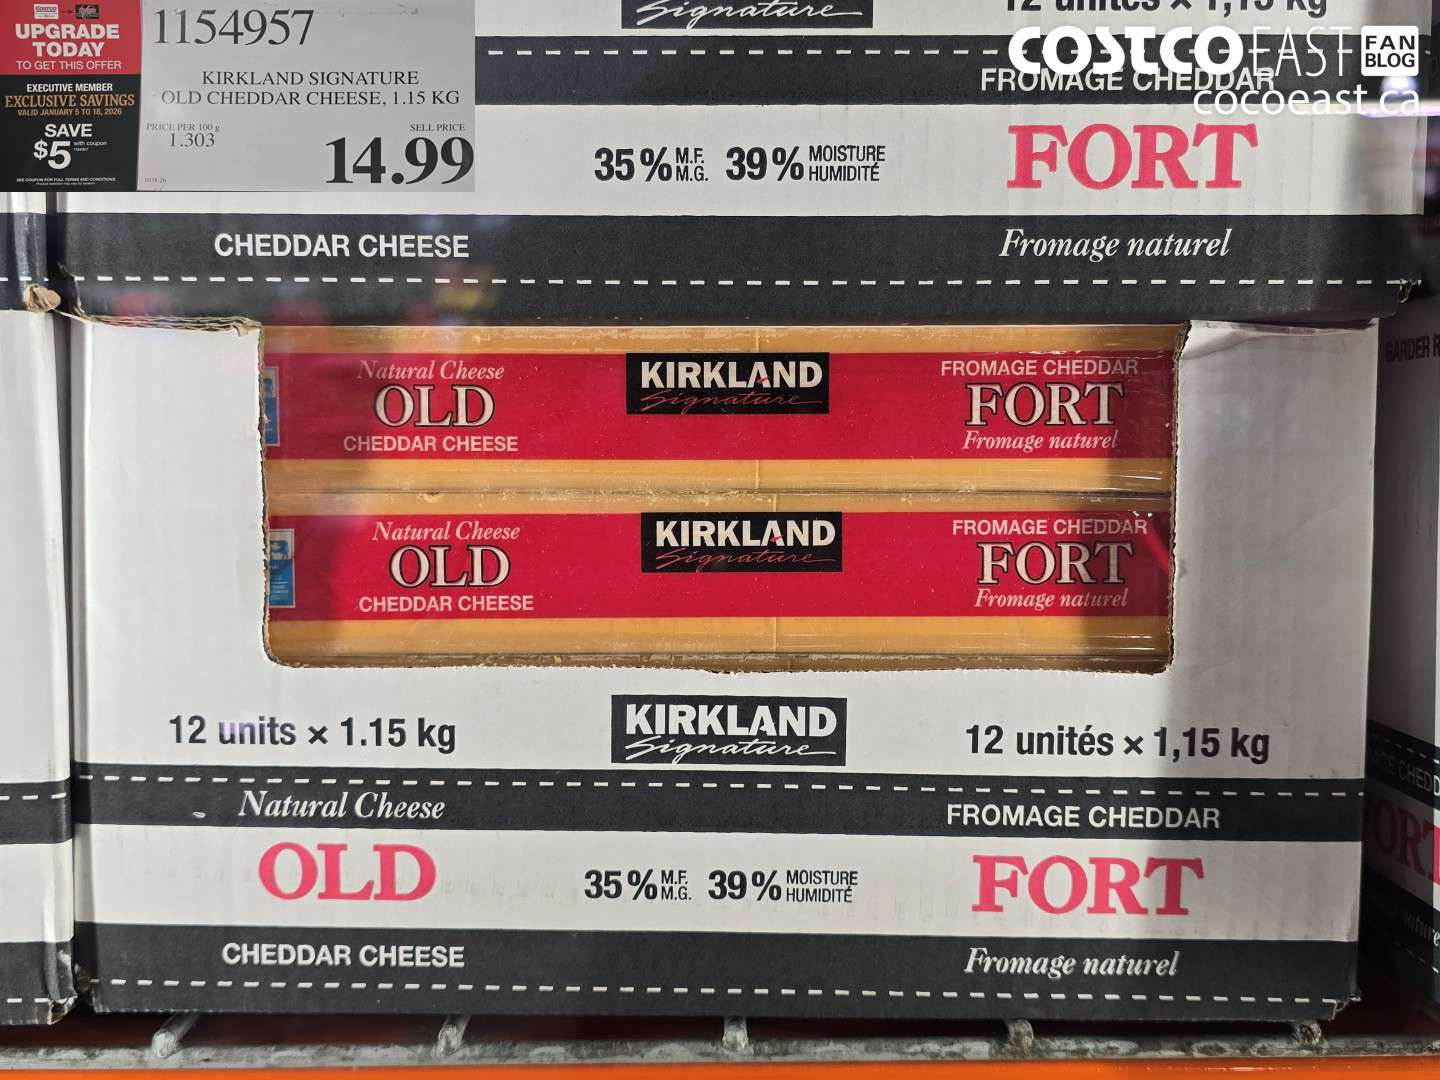 UPGRADE
TODAY
TO GET THIS OFFER
EXECUTIVE MEMBER
EXCLUSIVE SAVINGS
VALID JANUARY 5 TO 18, 2026
SAVE
$5 with coupon
1154957
KIRKLAND SIGNATURE
OLD CHEDDAR CHEESE, 1.15 KG
PRICE PER 100 g
1.303
SELL PRICE
14.99
Signature
12 unités × 1,15 kg
COSTCO EAST FAN BLOG
cocoeast.ca
FROMAGE CHEDDAR
35% M.F. M.G. 39% MOISTURE HUMIDITÉ
FORT
CHEDDAR CHEESE
Fromage naturel
Natural Cheese
OLD
CHEDDAR CHEESE
KIRKLAND
Signature
FROMAGE CHEDDAR
FORT
Fromage naturel
Natural Cheese
OLD
CHEDDAR CHEESE
KIRKLAND
Signature
FROMAGE CHEDDAR
FORT
Fromage naturel
12 units × 1.15 kg
KIRKLAND
Signature
12 unités × 1,15 kg
Natural Cheese
FROMAGE CHEDDAR
OLD
35% M.F. M.G. 39% MOISTURE HUMIDITÉ
FORT
CHEDDAR CHEESE
Fromage naturel